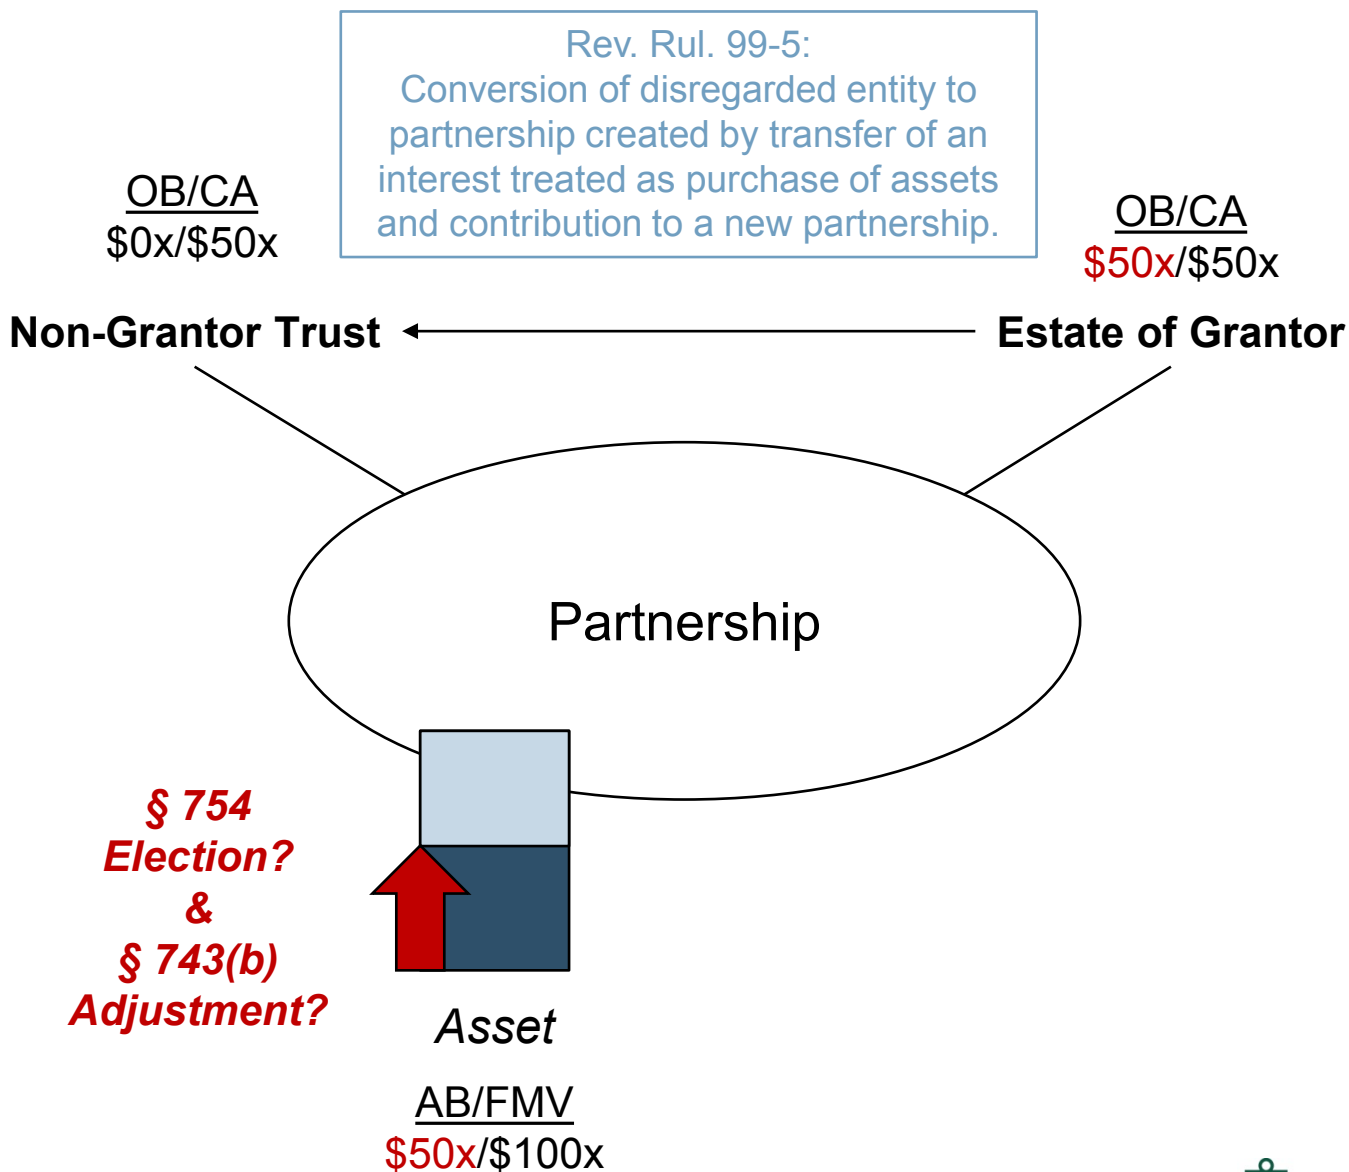 Rev. Rul. 99-5:
Conversion of disregarded entity to
partnership created by transfer of an
interest treated as purchase of assets
and contribution to a new partnership.
OB/CA
$0x/$50x
OB/CA
$50x/$50x
Non-Grantor Trust
Estate of Grantor
Partnership
§ 754
Election?
&
§ 743(b)
Adjustment?
Asset
AB/FMV
$50x/$100x